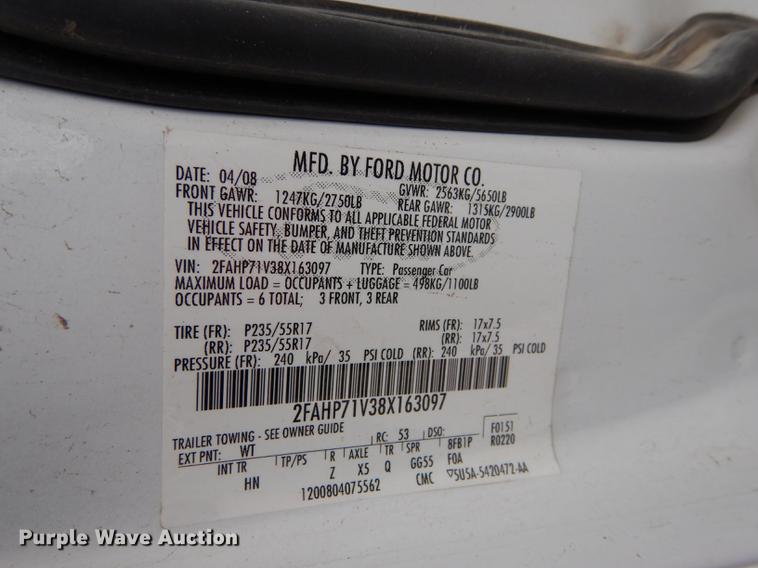 MFD. BY FORD MOTOR CO.
DATE: 04/08 GVWR: 2563KG/5650LB
FRONT GAWR: 1247KG/2750LB REAR GAWR: 1315KG/2900LB
THIS VEHICLE CONFORMS TO ALL APPLICABLE FEDERAL MOTOR
VEHICLE SAFETY, BUMPER, AND THEFT PREVENTION STANDARDS
IN EFFECT ON THE DATE OF MANUFACTURE SHOWN ABOVE.
VIN: 2FAHP71V38X163097 TYPE: Passenger Car
MAXIMUM LOAD = OCCUPANTS + LUGGAGE = 498KG/1100LB
OCCUPANTS = 6 TOTAL; 3 FRONT, 3 REAR
TIRE (FR): P235/55R17 RIMS (FR): 17x7.5
(RR): P235/55R17 (RR): 17x7.5
PRESSURE (FR): 240 kPa/ 35 PSI COLD (RR): 240 kPa/ 35 PSI COLD
2FAHP71V38X163097
TRAILER TOWING - SEE OWNER GUIDE RC: 53 DSO: F0151
EXT PNT: WT 8FB1P R0220
INT TR TP/PS R AXLE TR SPR F0A
HN Z X5 Q GG55
1200804075562 CMC ▽5U5A-5420472-AA
Purple Wave Auction